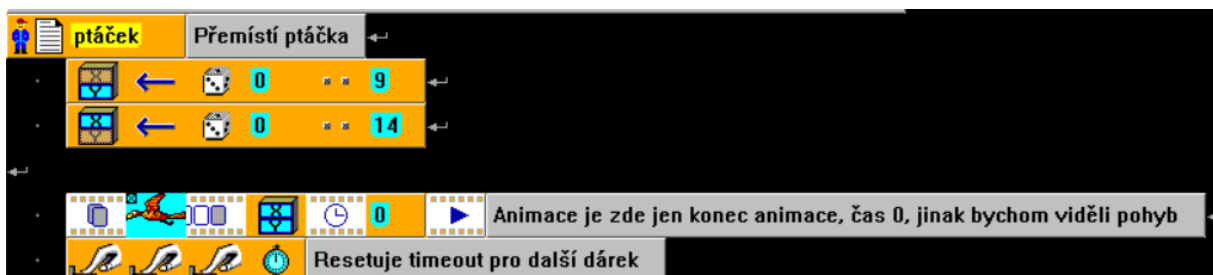 ptáček Přemístí ptáčka
0 9
0 14
0 Animace je zde jen konec animace, čas 0, jinak bychom viděli pohyb
Resetuje timeout pro další dárek